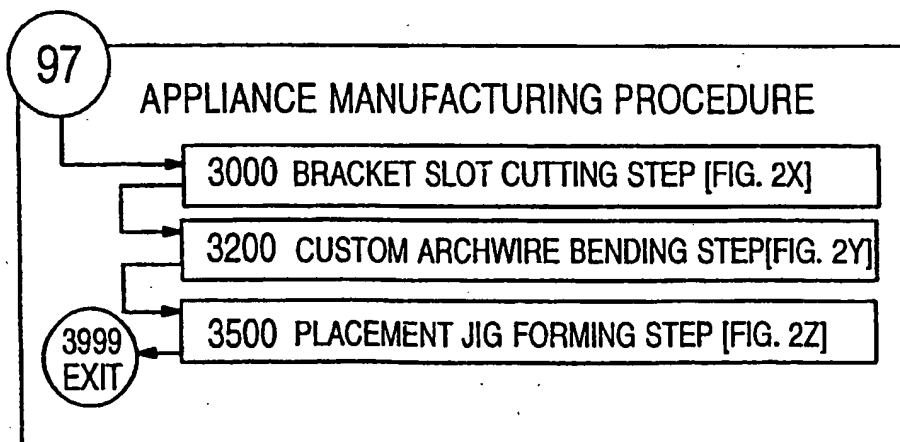 97
APPLIANCE MANUFACTURING PROCEDURE
3000 BRACKET SLOT CUTTING STEP [FIG. 2X]
3200 CUSTOM ARCHWIRE BENDING STEP[FIG. 2Y]
3500 PLACEMENT JIG FORMING STEP [FIG. 2Z]
3999
EXIT